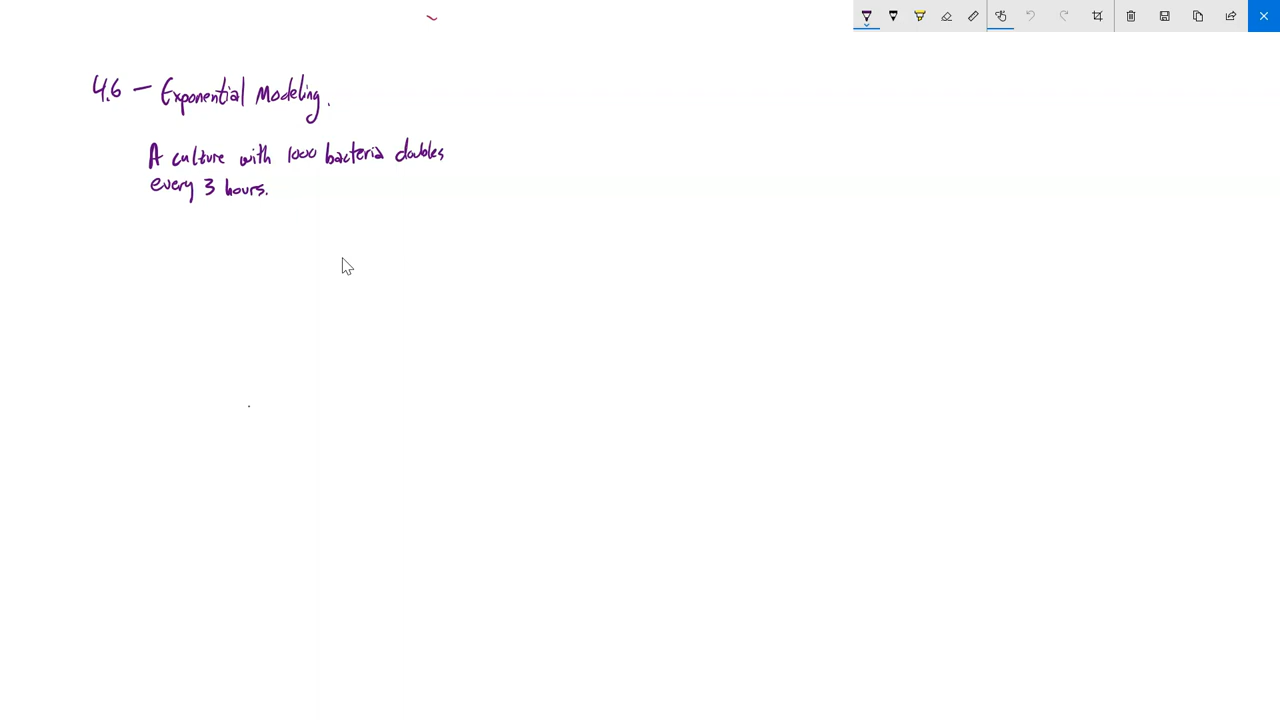 4.6 — Exponential Modeling.
A culture with 1000 bacteria doubles
every 3 hours.